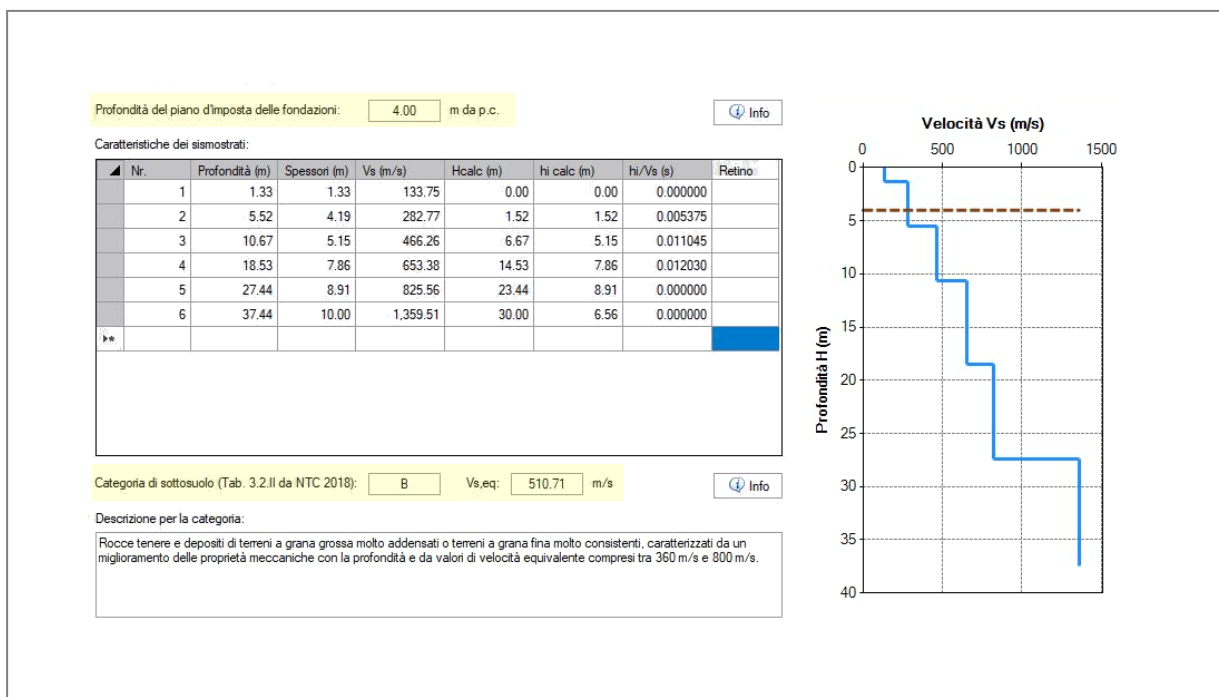 Profondità del piano d'imposta delle fondazioni: 4.00 m da p.c. Info
Caratteristiche dei sismostrati:
Nr. Profondità (m) Spessori (m) Vs (m/s) Hcalc (m) hi calc (m) hi/Vs (s) Retino
1 1.33 1.33 133.75 0.00 0.00 0.000000
2 5.52 4.19 282.77 1.52 1.52 0.005375
3 10.67 5.15 466.26 6.67 5.15 0.011045
4 18.53 7.86 653.38 14.53 7.86 0.012030
5 27.44 8.91 825.56 23.44 8.91 0.000000
6 37.44 10.00 1,359.51 30.00 6.56 0.000000
Categoria di sottosuolo (Tab. 3.2.II da NTC 2018): B Vs,eq: 510.71 m/s Info
Descrizione per la categoria:
Rocce tenere e depositi di terreni a grana grossa molto addensati o terreni a grana fina molto consistenti, caratterizzati da un
miglioramento delle proprietà meccaniche con la profondità e da valori di velocità equivalente compresi tra 360 m/s e 800 m/s.
Velocità Vs (m/s)
0 500 1000 1500
0
5
10
15
20
25
30
35
40
Profondità H (m)